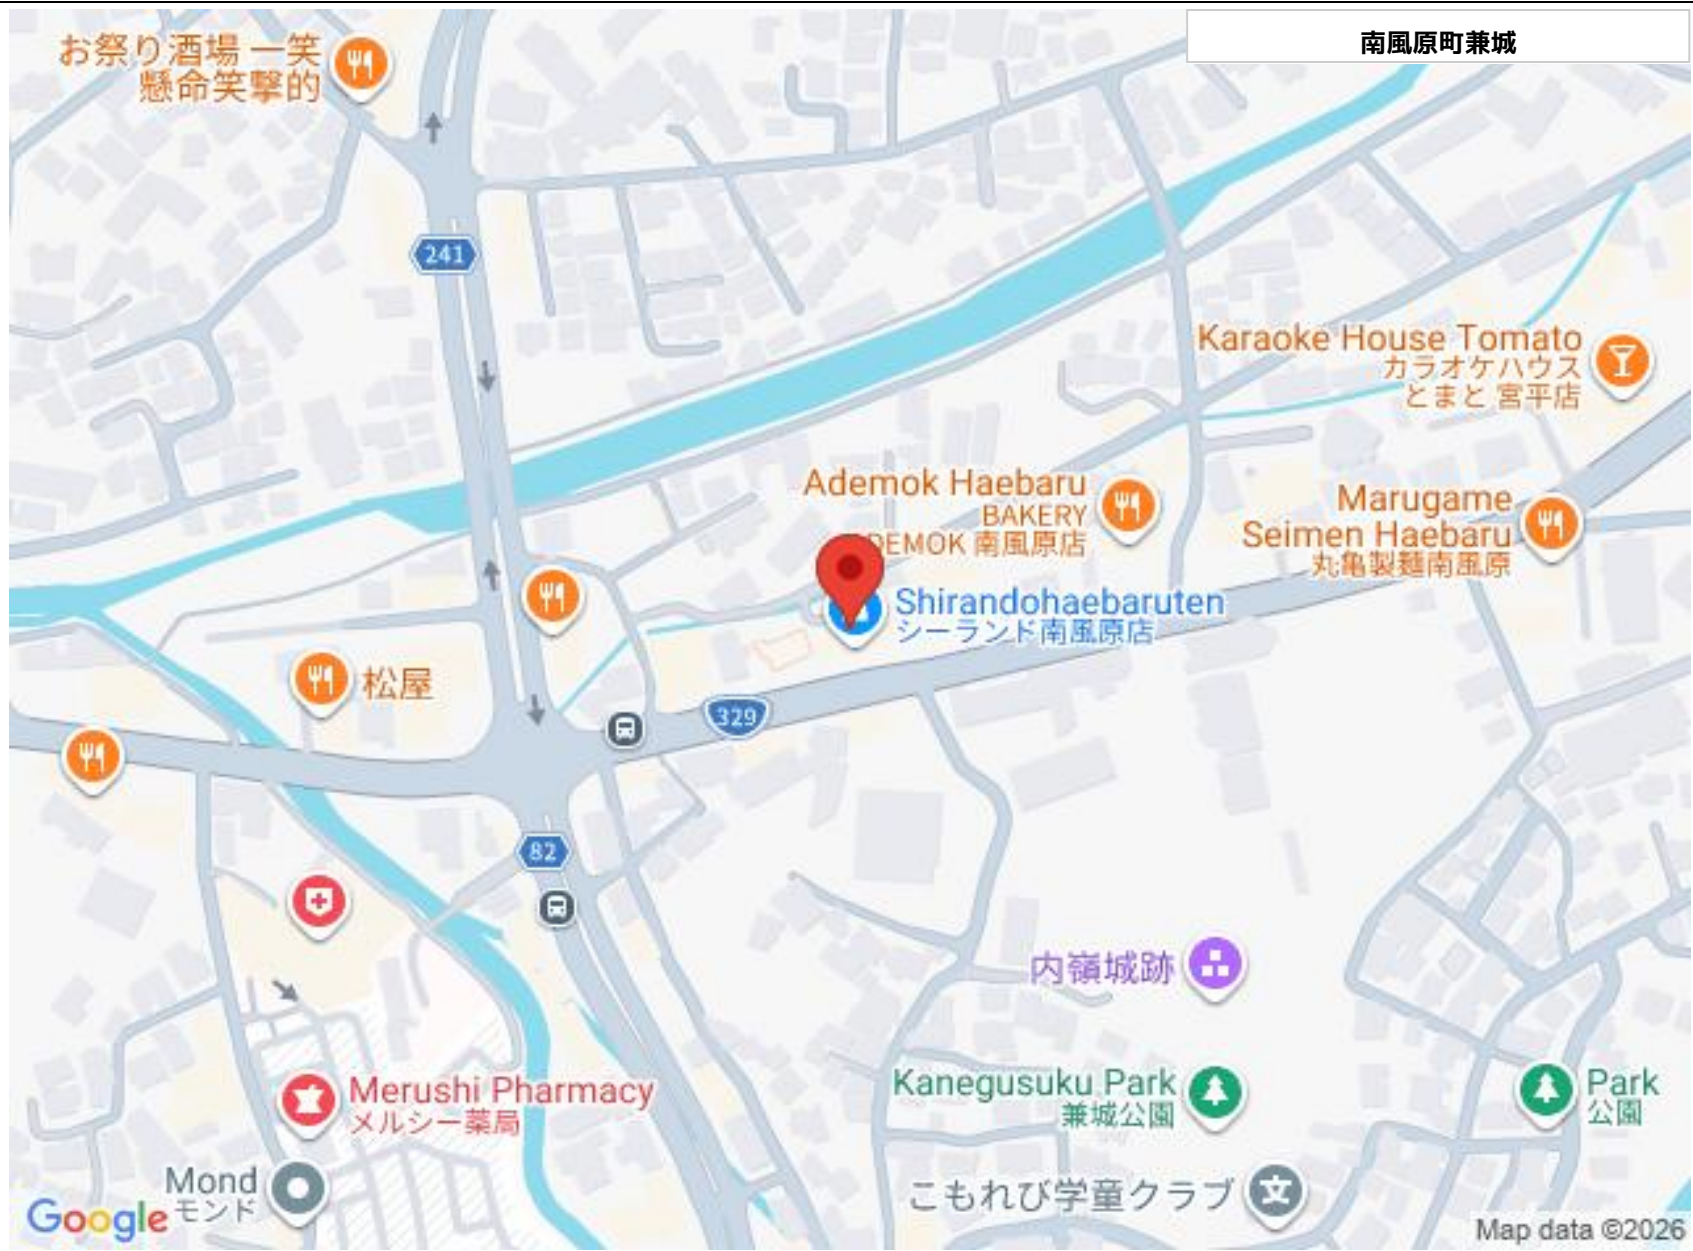 南風原町兼城
お祭り酒場 一笑
懸命笑撃的
241
Karaoke House Tomato
カラオケハウス
とまと 宮平店
Ademok Haebaru
BAKERY
DEMOK 南風原店
Marugame
Seimen Haebaru
丸亀製麺南風原
Shirandohaebaruten
シーランド南風原店
松屋
329
82
内嶺城跡
Merushi Pharmacy
メルシー薬局
Kanegusuku Park
兼城公園
Park
公園
Mond
モンド
こもれび学童クラブ
Google
Map data ©2026